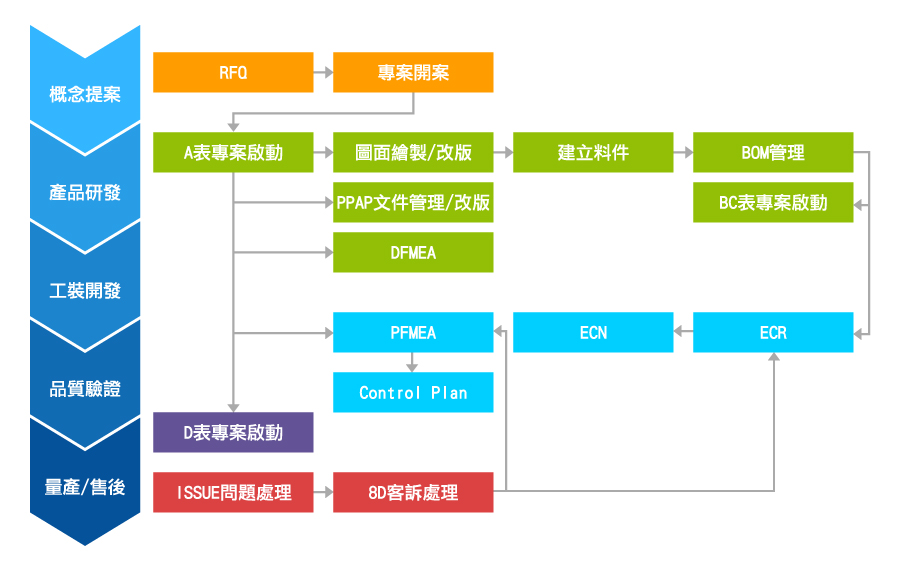 概念提案
RFQ
專案開案
產品研發
A表專案啟動
圖面繪製/改版
建立料件
BOM管理
PPAP文件管理/改版
BC表專案啟動
DFMEA
工裝開發
PFMEA
ECN
ECR
品質驗證
Control Plan
D表專案啟動
量產/售後
ISSUE問題處理
8D客訴處理